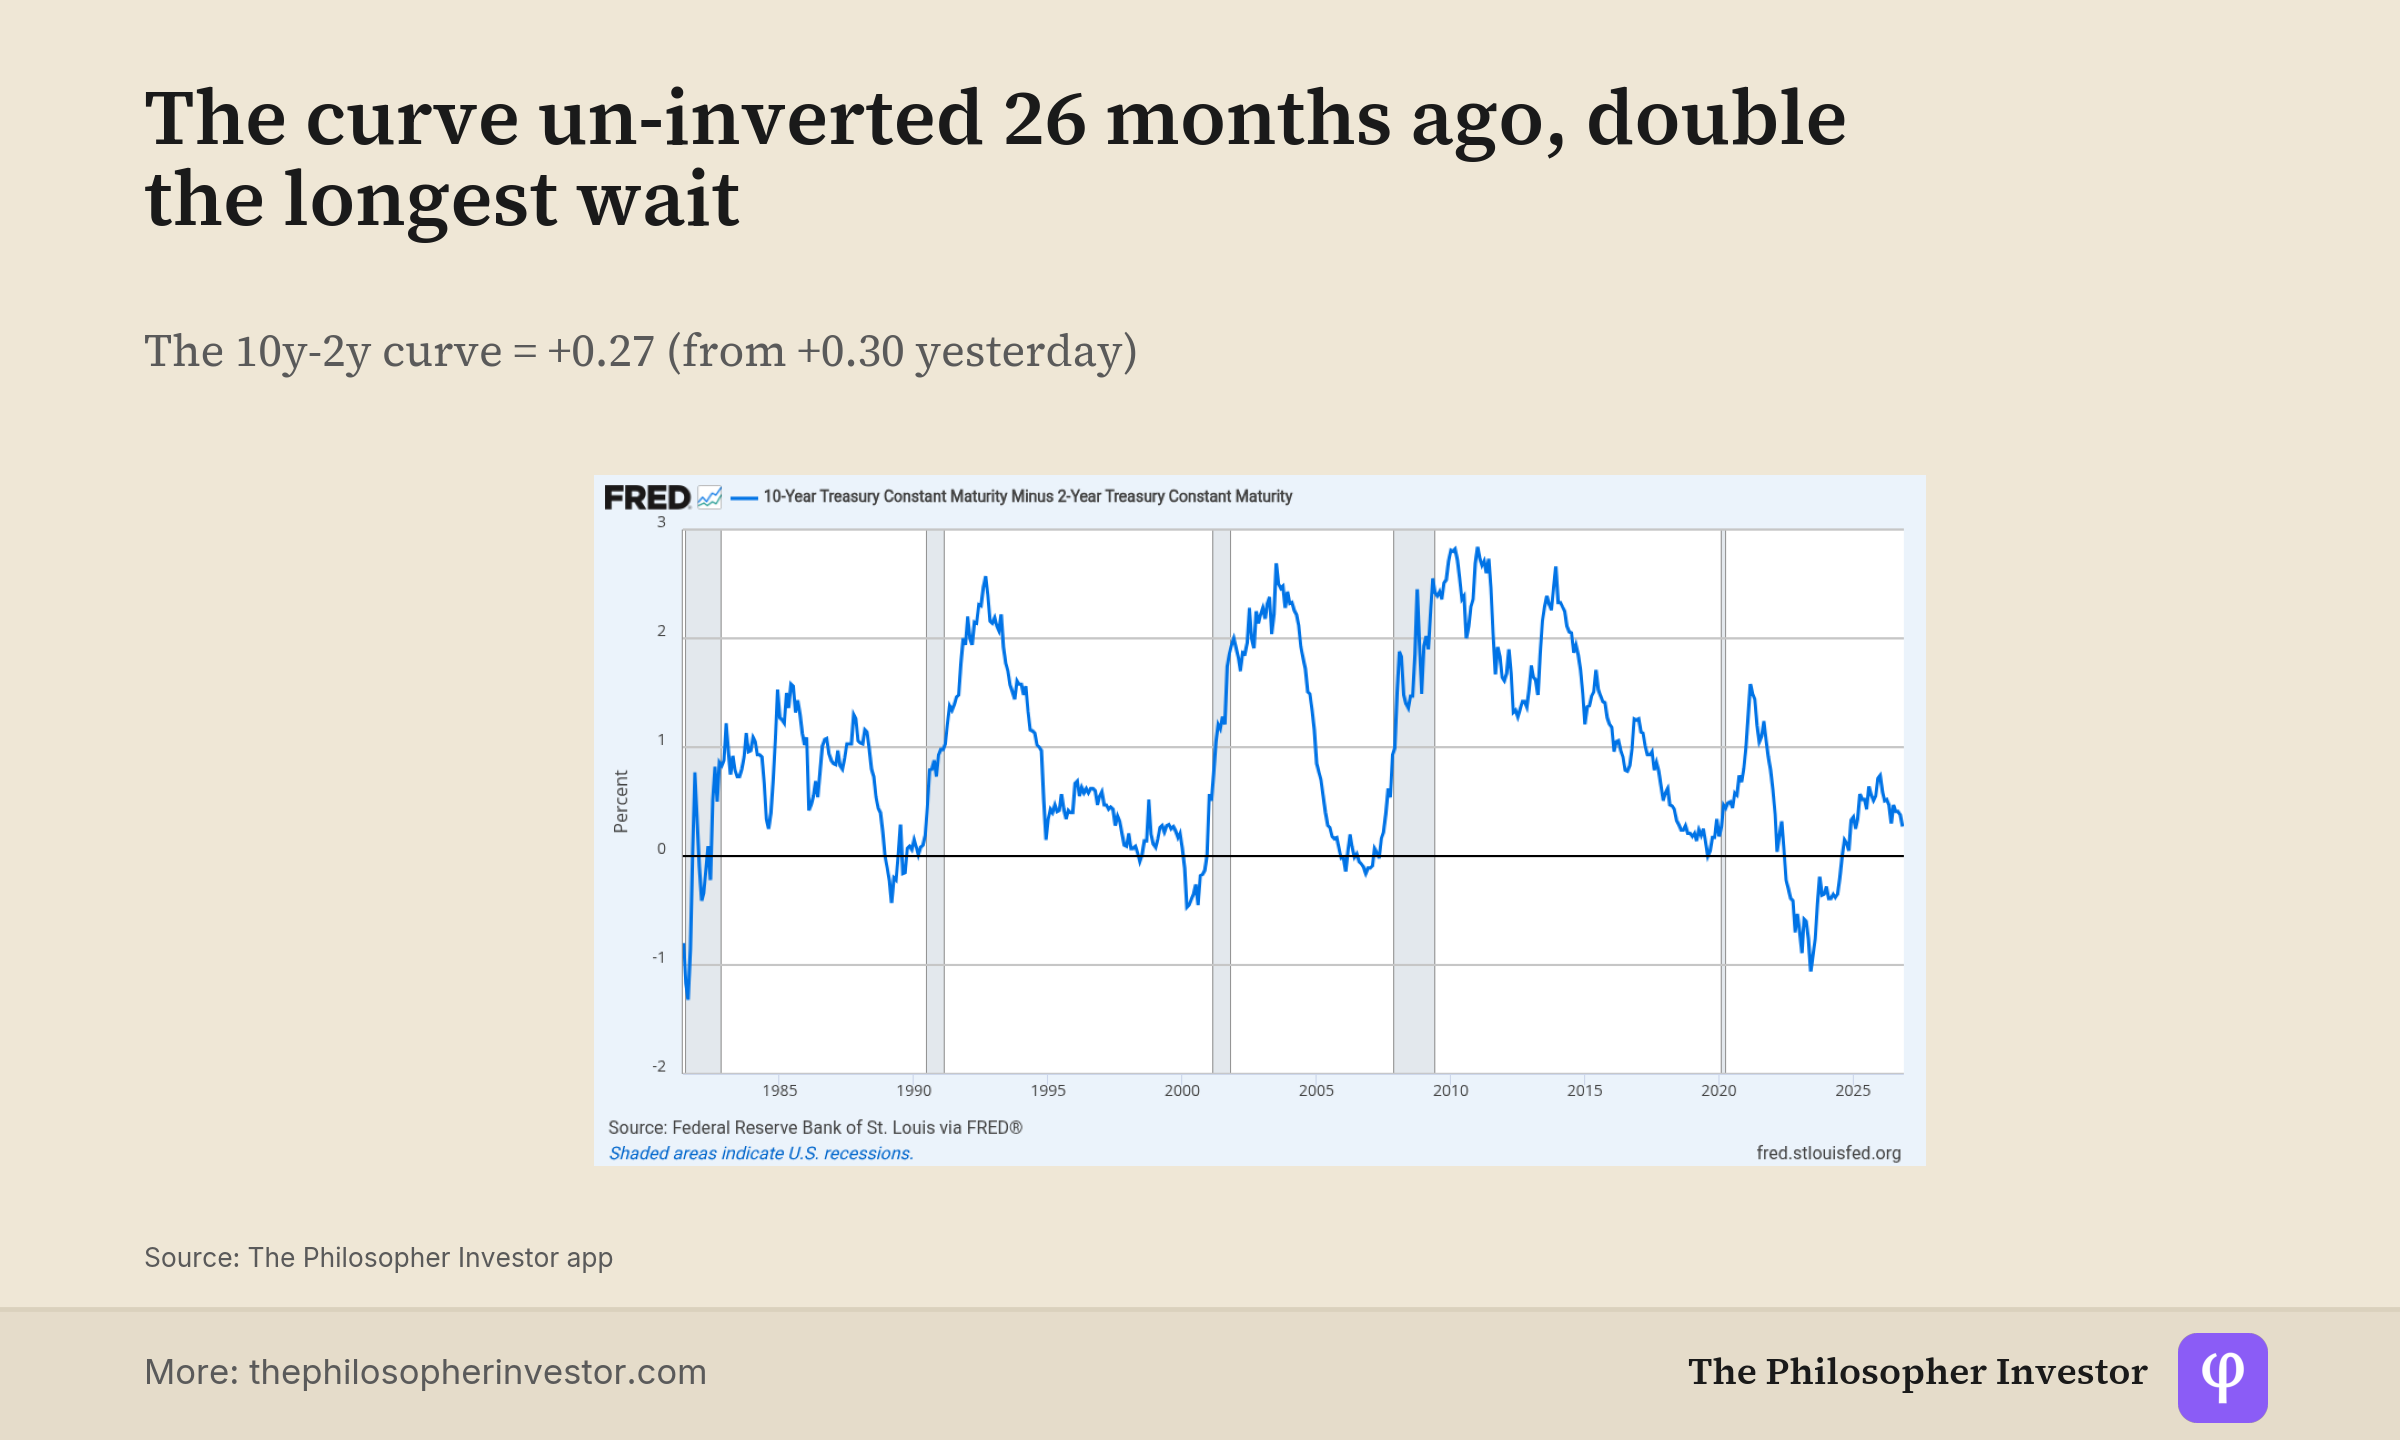 The curve un-inverted 26 months ago, double
the longest wait
The 10y-2y curve = +0.27 (from +0.30 yesterday)
FRED
10-Year Treasury Constant Maturity Minus 2-Year Treasury Constant Maturity
3
2
1
0
-1
-2
Percent
1985 1990 1995 2000 2005 2010 2015 2020 2025
Source: Federal Reserve Bank of St. Louis via FRED®
Shaded areas indicate U.S. recessions.
fred.stlouisfed.org
Source: The Philosopher Investor app
More: thephilosopherinvestor.com
The Philosopher Investor
φ